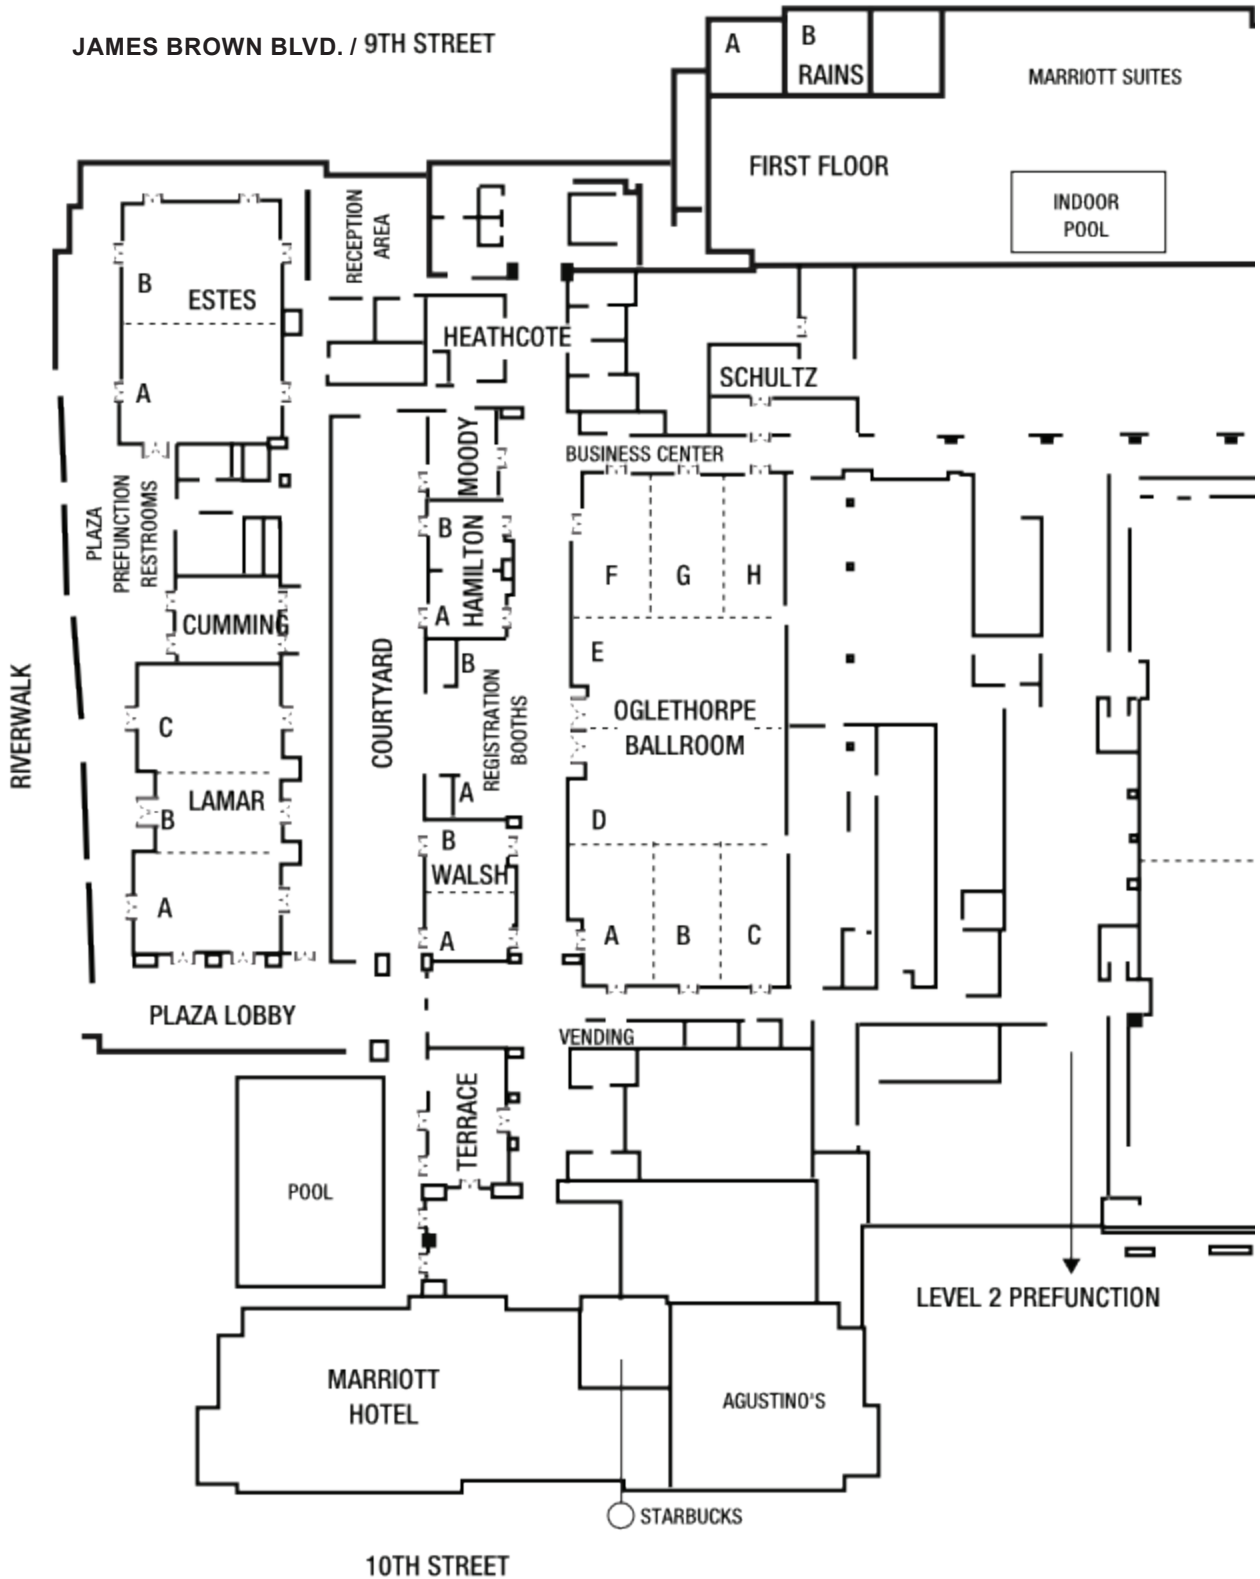 JAMES BROWN BLVD. / 9TH STREET
A
B
RAINS
MARRIOTT SUITES
FIRST FLOOR
INDOOR
POOL
RECEPTION
AREA
B
ESTES
A
HEATHCOTE
SCHULTZ
MOODY
BUSINESS CENTER
PLAZA
PREFUNCTION
RESTROOMS
B
HAMILTON
A
F
G
H
CUMMING
B
E
RIVERWALK
COURTYARD
REGISTRATION
BOOTHS
OGLETHORPE
BALLROOM
C
LAMAR
B
A
A
D
B
WALSH
A
A
B
C
PLAZA LOBBY
VENDING
TERRACE
POOL
LEVEL 2 PREFUNCTION
MARRIOTT
HOTEL
AGUSTINO'S
STARBUCKS
10TH STREET